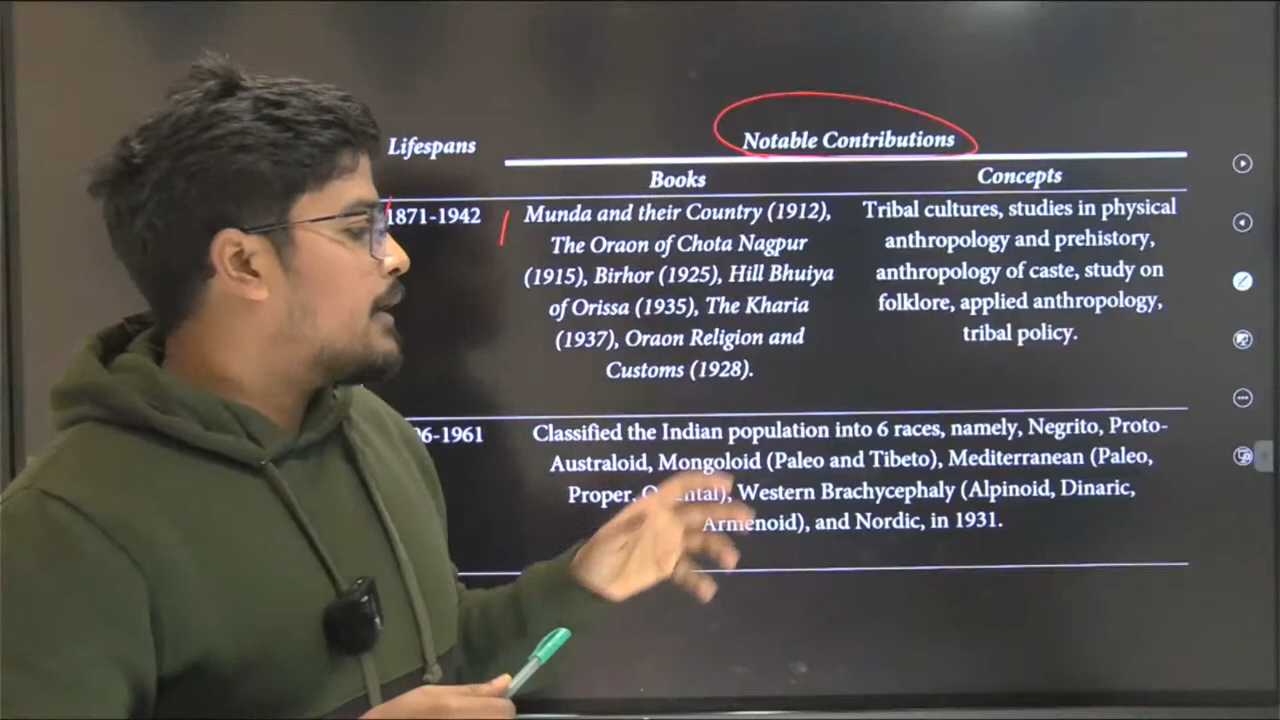 Notable Contributions
Lifespans
Books
Concepts
1871-1942
Munda and their Country (1912),
The Oraon of Chota Nagpur
(1915), Birhor (1925), Hill Bhuiya
of Orissa (1935), The Kharia
(1937), Oraon Religion and
Customs (1928).
Tribal cultures, studies in physical
anthropology and prehistory,
anthropology of caste, study on
folklore, applied anthropology,
tribal policy.
6-1961
Classified the Indian population into 6 races, namely, Negrito, Proto-
Australoid, Mongoloid (Paleo and Tibeto), Mediterranean (Paleo,
Proper, Western Brachycephaly (Alpinoid, Dinaric,
Armenoid), and Nordic, in 1931.